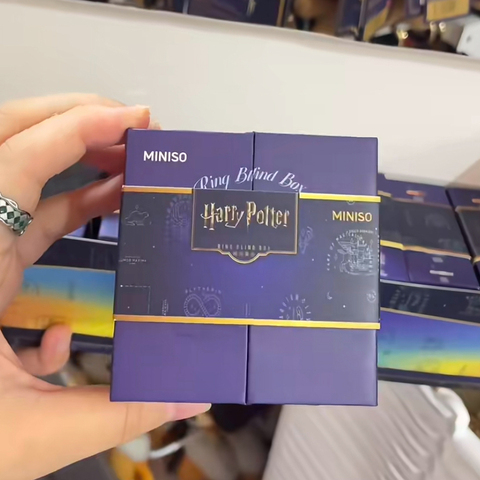 MINISO
Ring Blind Box
Harry Potter
MINISO
RING BLIND BOX